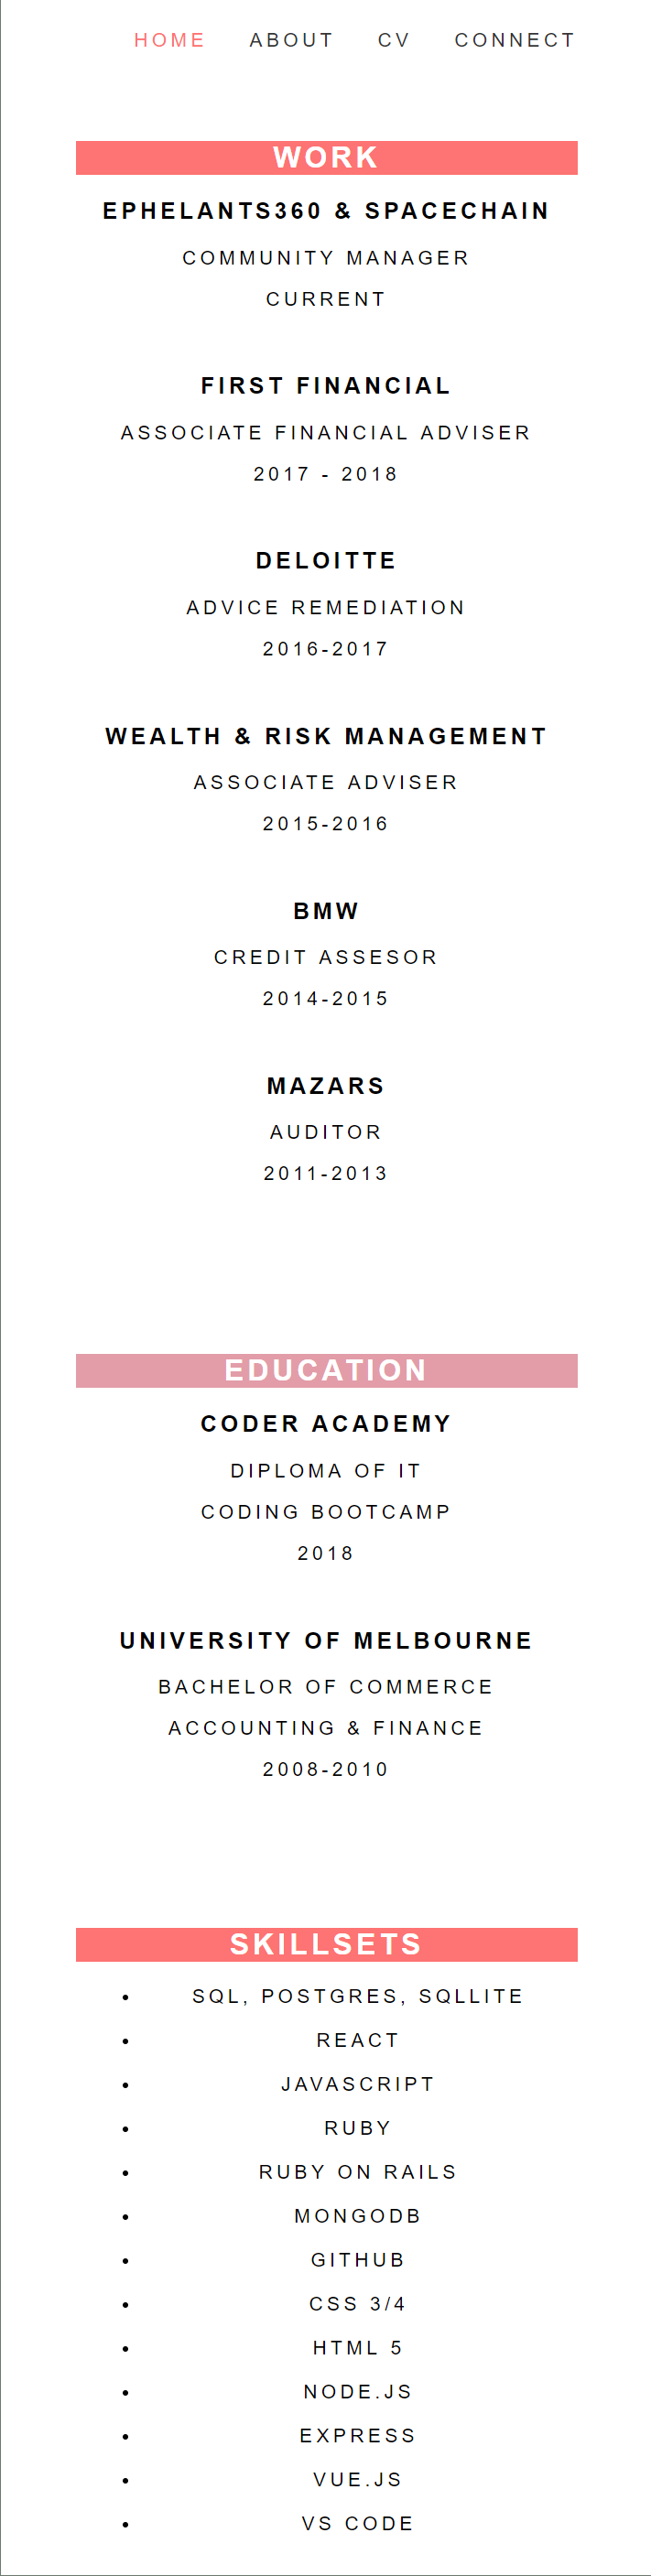 HOME ABOUT CV CONNECT
WORK
EPHELANTS360 & SPACECHAIN
COMMUNITY MANAGER
CURRENT
FIRST FINANCIAL
ASSOCIATE FINANCIAL ADVISER
2017 - 2018
DELOITTE
ADVICE REMEDIATION
2016-2017
WEALTH & RISK MANAGEMENT
ASSOCIATE ADVISER
2015-2016
BMW
CREDIT ASSESOR
2014-2015
MAZARS
AUDITOR
2011-2013
EDUCATION
CODER ACADEMY
DIPLOMA OF IT
CODING BOOTCAMP
2018
UNIVERSITY OF MELBOURNE
BACHELOR OF COMMERCE
ACCOUNTING & FINANCE
2008-2010
SKILLSETS
• SQL, POSTGRES, SQLLITE
• REACT
• JAVASCRIPT
• RUBY
• RUBY ON RAILS
• MONGODB
• GITHUB
• CSS 3/4
• HTML 5
• NODE.JS
• EXPRESS
• VUE.JS
• VS CODE